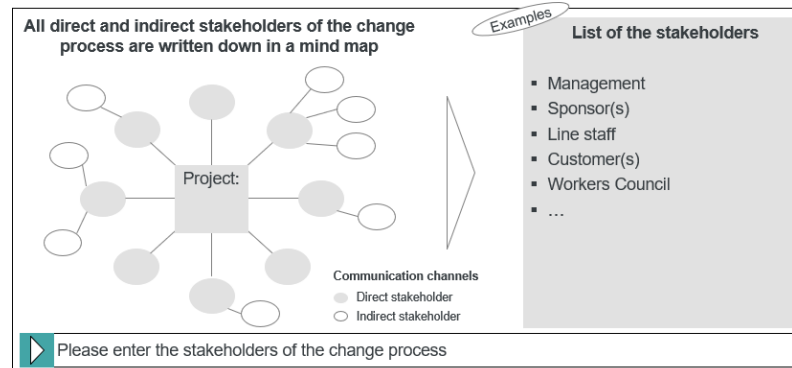 All direct and indirect stakeholders of the change
process are written down in a mind map
Project:
Communication channels
Direct stakeholder
Indirect stakeholder
Examples
List of the stakeholders
▪ Management
▪ Sponsor(s)
▪ Line staff
▪ Customer(s)
▪ Workers Council
▪ …
Please enter the stakeholders of the change process